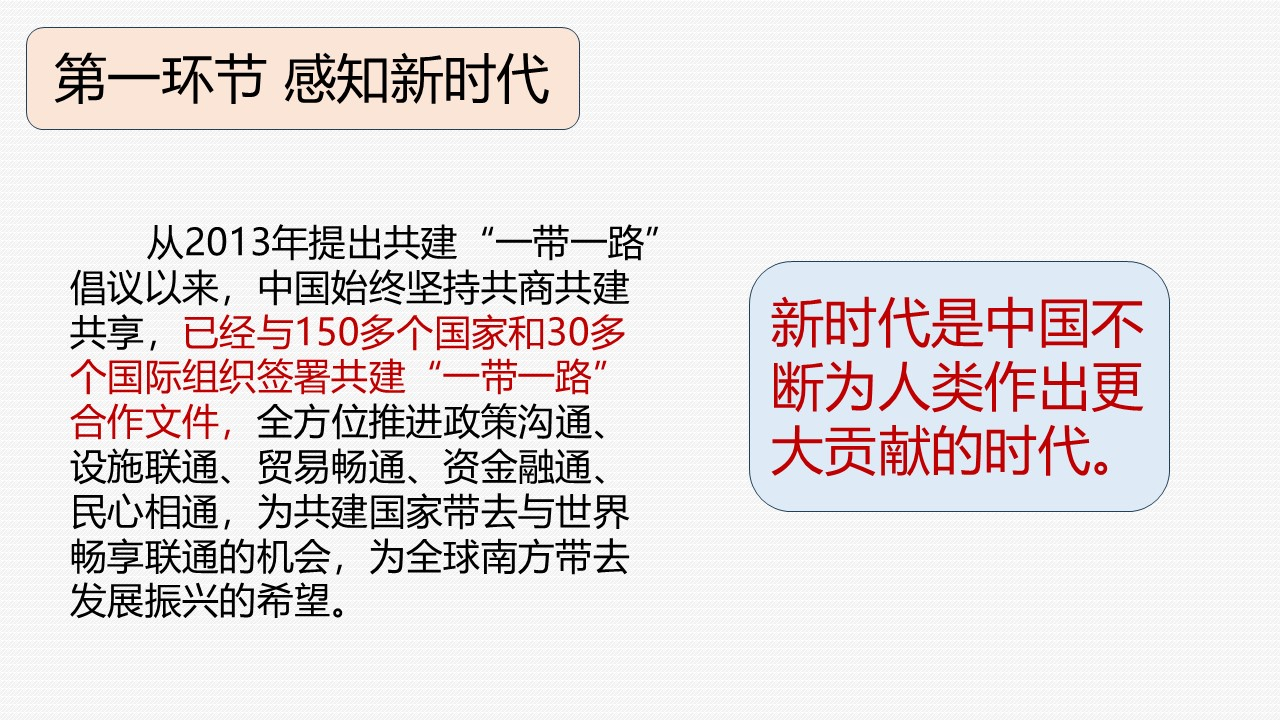 第一环节 感知新时代
从2013年提出共建“一带一路”
倡议以来，中国始终坚持共商共建
共享，已经与150多个国家和30多
个国际组织签署共建“一带一路”
合作文件，全方位推进政策沟通、
设施联通、贸易畅通、资金融通、
民心相通，为共建国家带去与世界
畅享联通的机会，为全球南方带去
发展振兴的希望。
新时代是中国不
断为人类作出更
大贡献的时代。